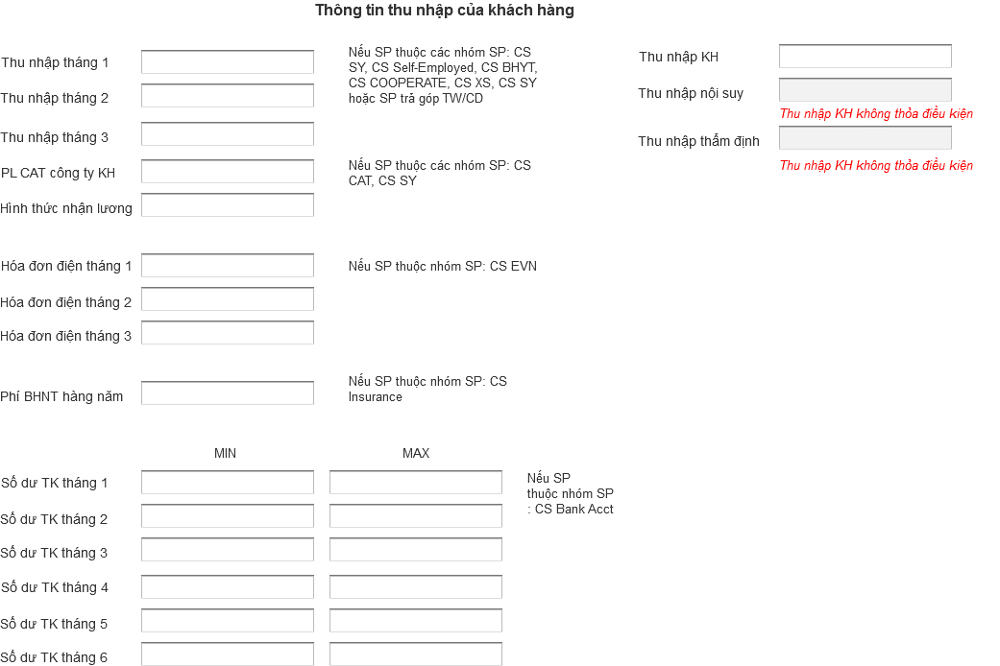 Thông tin thu nhập của khách hàng
Thu nhập tháng 1
Thu nhập tháng 2
Thu nhập tháng 3
PL CAT công ty KH
Hình thức nhận lương
Nếu SP thuộc các nhóm SP: CS
SY, CS Self-Employed, CS BHYT,
CS COOPERATE, CS XS, CS SY
hoặc SP trả góp TW/CD
Nếu SP thuộc các nhóm SP: CS
CAT, CS SY
Thu nhập KH
Thu nhập nội suy
Thu nhập KH không thỏa điều kiện
Thu nhập thẩm định
Thu nhập KH không thỏa điều kiện
Hóa đơn điện tháng 1
Nếu SP thuộc nhóm SP: CS EVN
Hóa đơn điện tháng 2
Hóa đơn điện tháng 3
Phí BHNT hàng năm
Nếu SP thuộc nhóm SP: CS
Insurance
MIN MAX
Số dư TK tháng 1
Số dư TK tháng 2
Số dư TK tháng 3
Số dư TK tháng 4
Số dư TK tháng 5
Số dư TK tháng 6
Nếu SP
thuộc nhóm SP
: CS Bank Acct